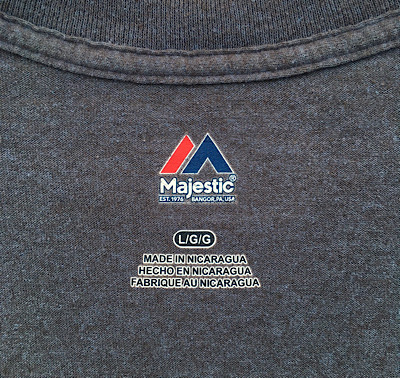 Majestic®
EST. 1976 BANGOR, PA, USA
L/G/G
MADE IN NICARAGUA
HECHO EN NICARAGUA
FABRIQUE AU NICARAGUA